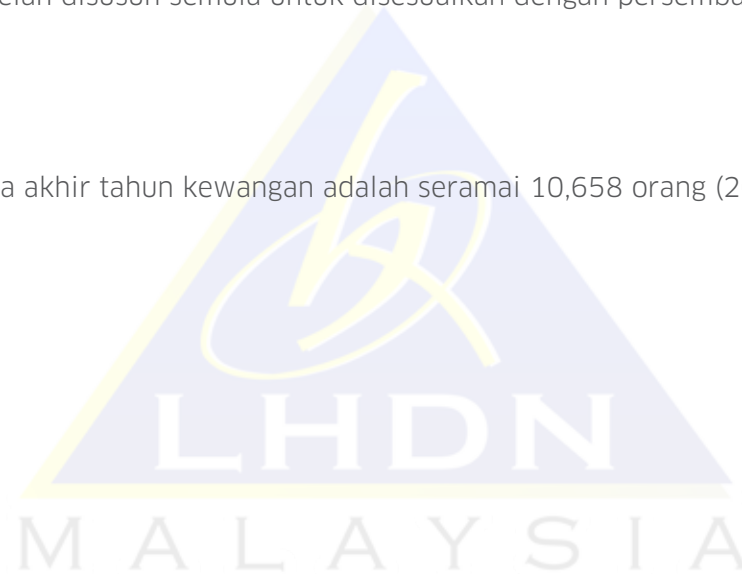 disusun semula untuk disesuaikan dengan
a akhir tahun kewangan adalah seramai 10,658 orang (2
LHDN
MALAYSIA